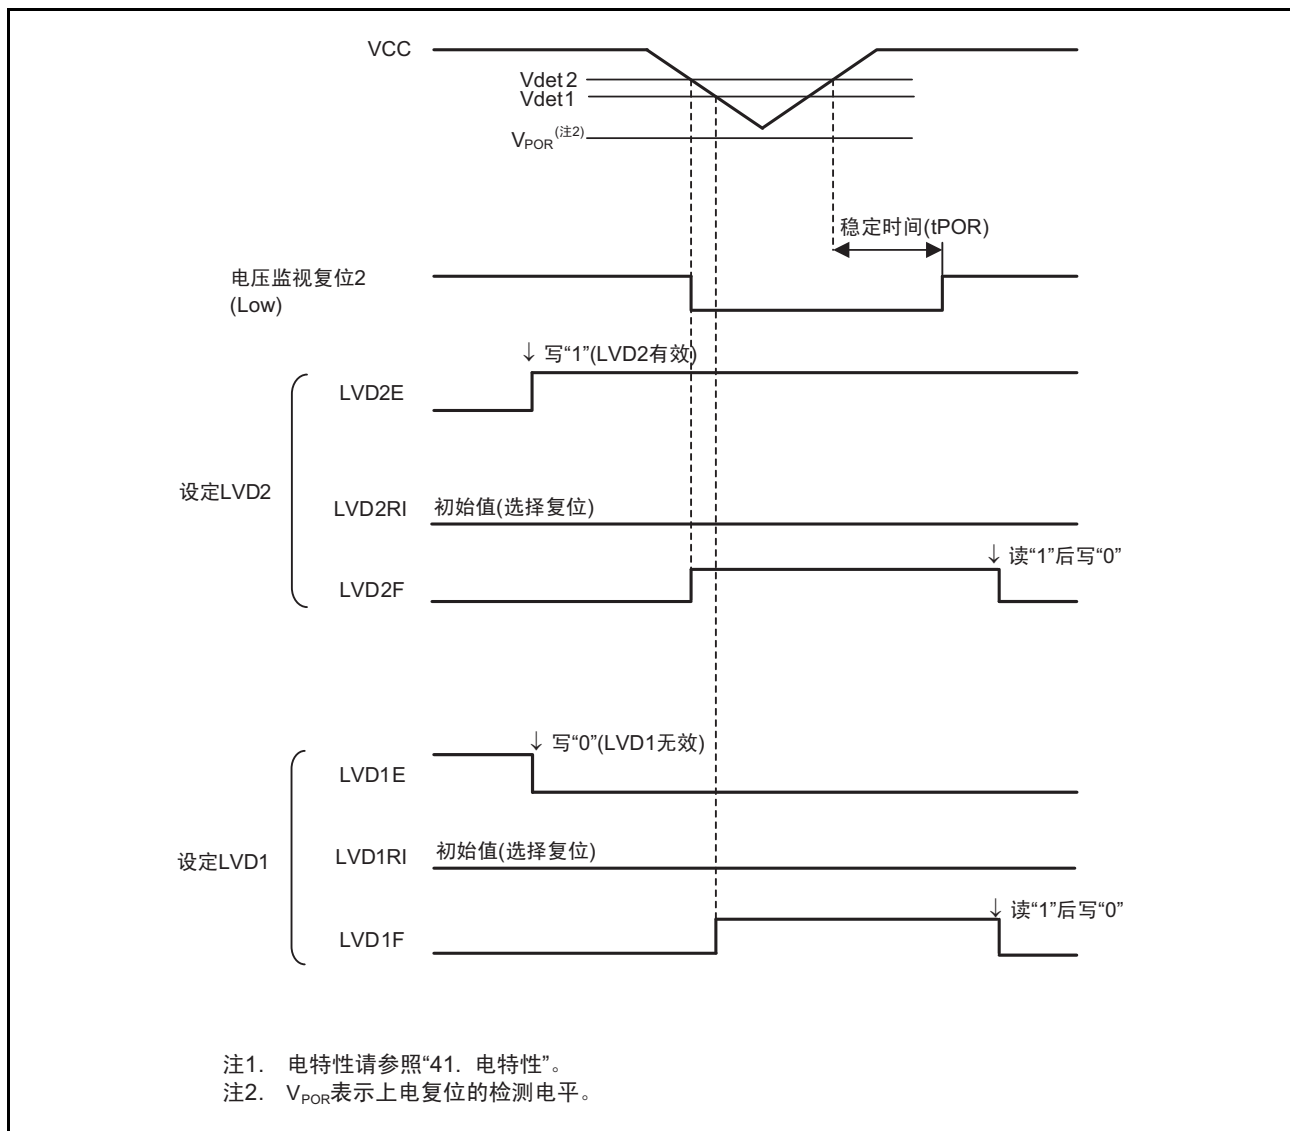 VCC
Vdet2
Vdet1
VPOR(注2)
稳定时间(tPOR)
电压监视复位2
(Low)
↓ 写“1”(LVD2有效)
LVD2E
设定LVD2
LVD2RI 初始值(选择复位)
↓ 读“1”后写“0”
LVD2F
↓ 写“0”(LVD1无效)
LVD1E
设定LVD1
LVD1RI 初始值(选择复位)
↓ 读“1”后写“0”
LVD1F
注1. 电特性请参照“41. 电特性”。
注2. VPOR表示上电复位的检测电平。